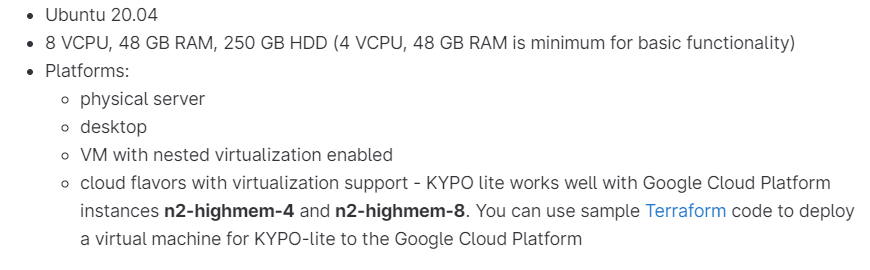 Ubuntu 20.04
8 VCPU, 48 GB RAM, 250 GB HDD (4 VCPU, 48 GB RAM is minimum for basic functionality)
Platforms:
physical server
desktop
VM with nested virtualization enabled
cloud flavors with virtualization support - KYPO lite works well with Google Cloud Platform
instances n2-highmem-4 and n2-highmem-8. You can use sample Terraform code to deploy
a virtual machine for KYPO-lite to the Google Cloud Platform